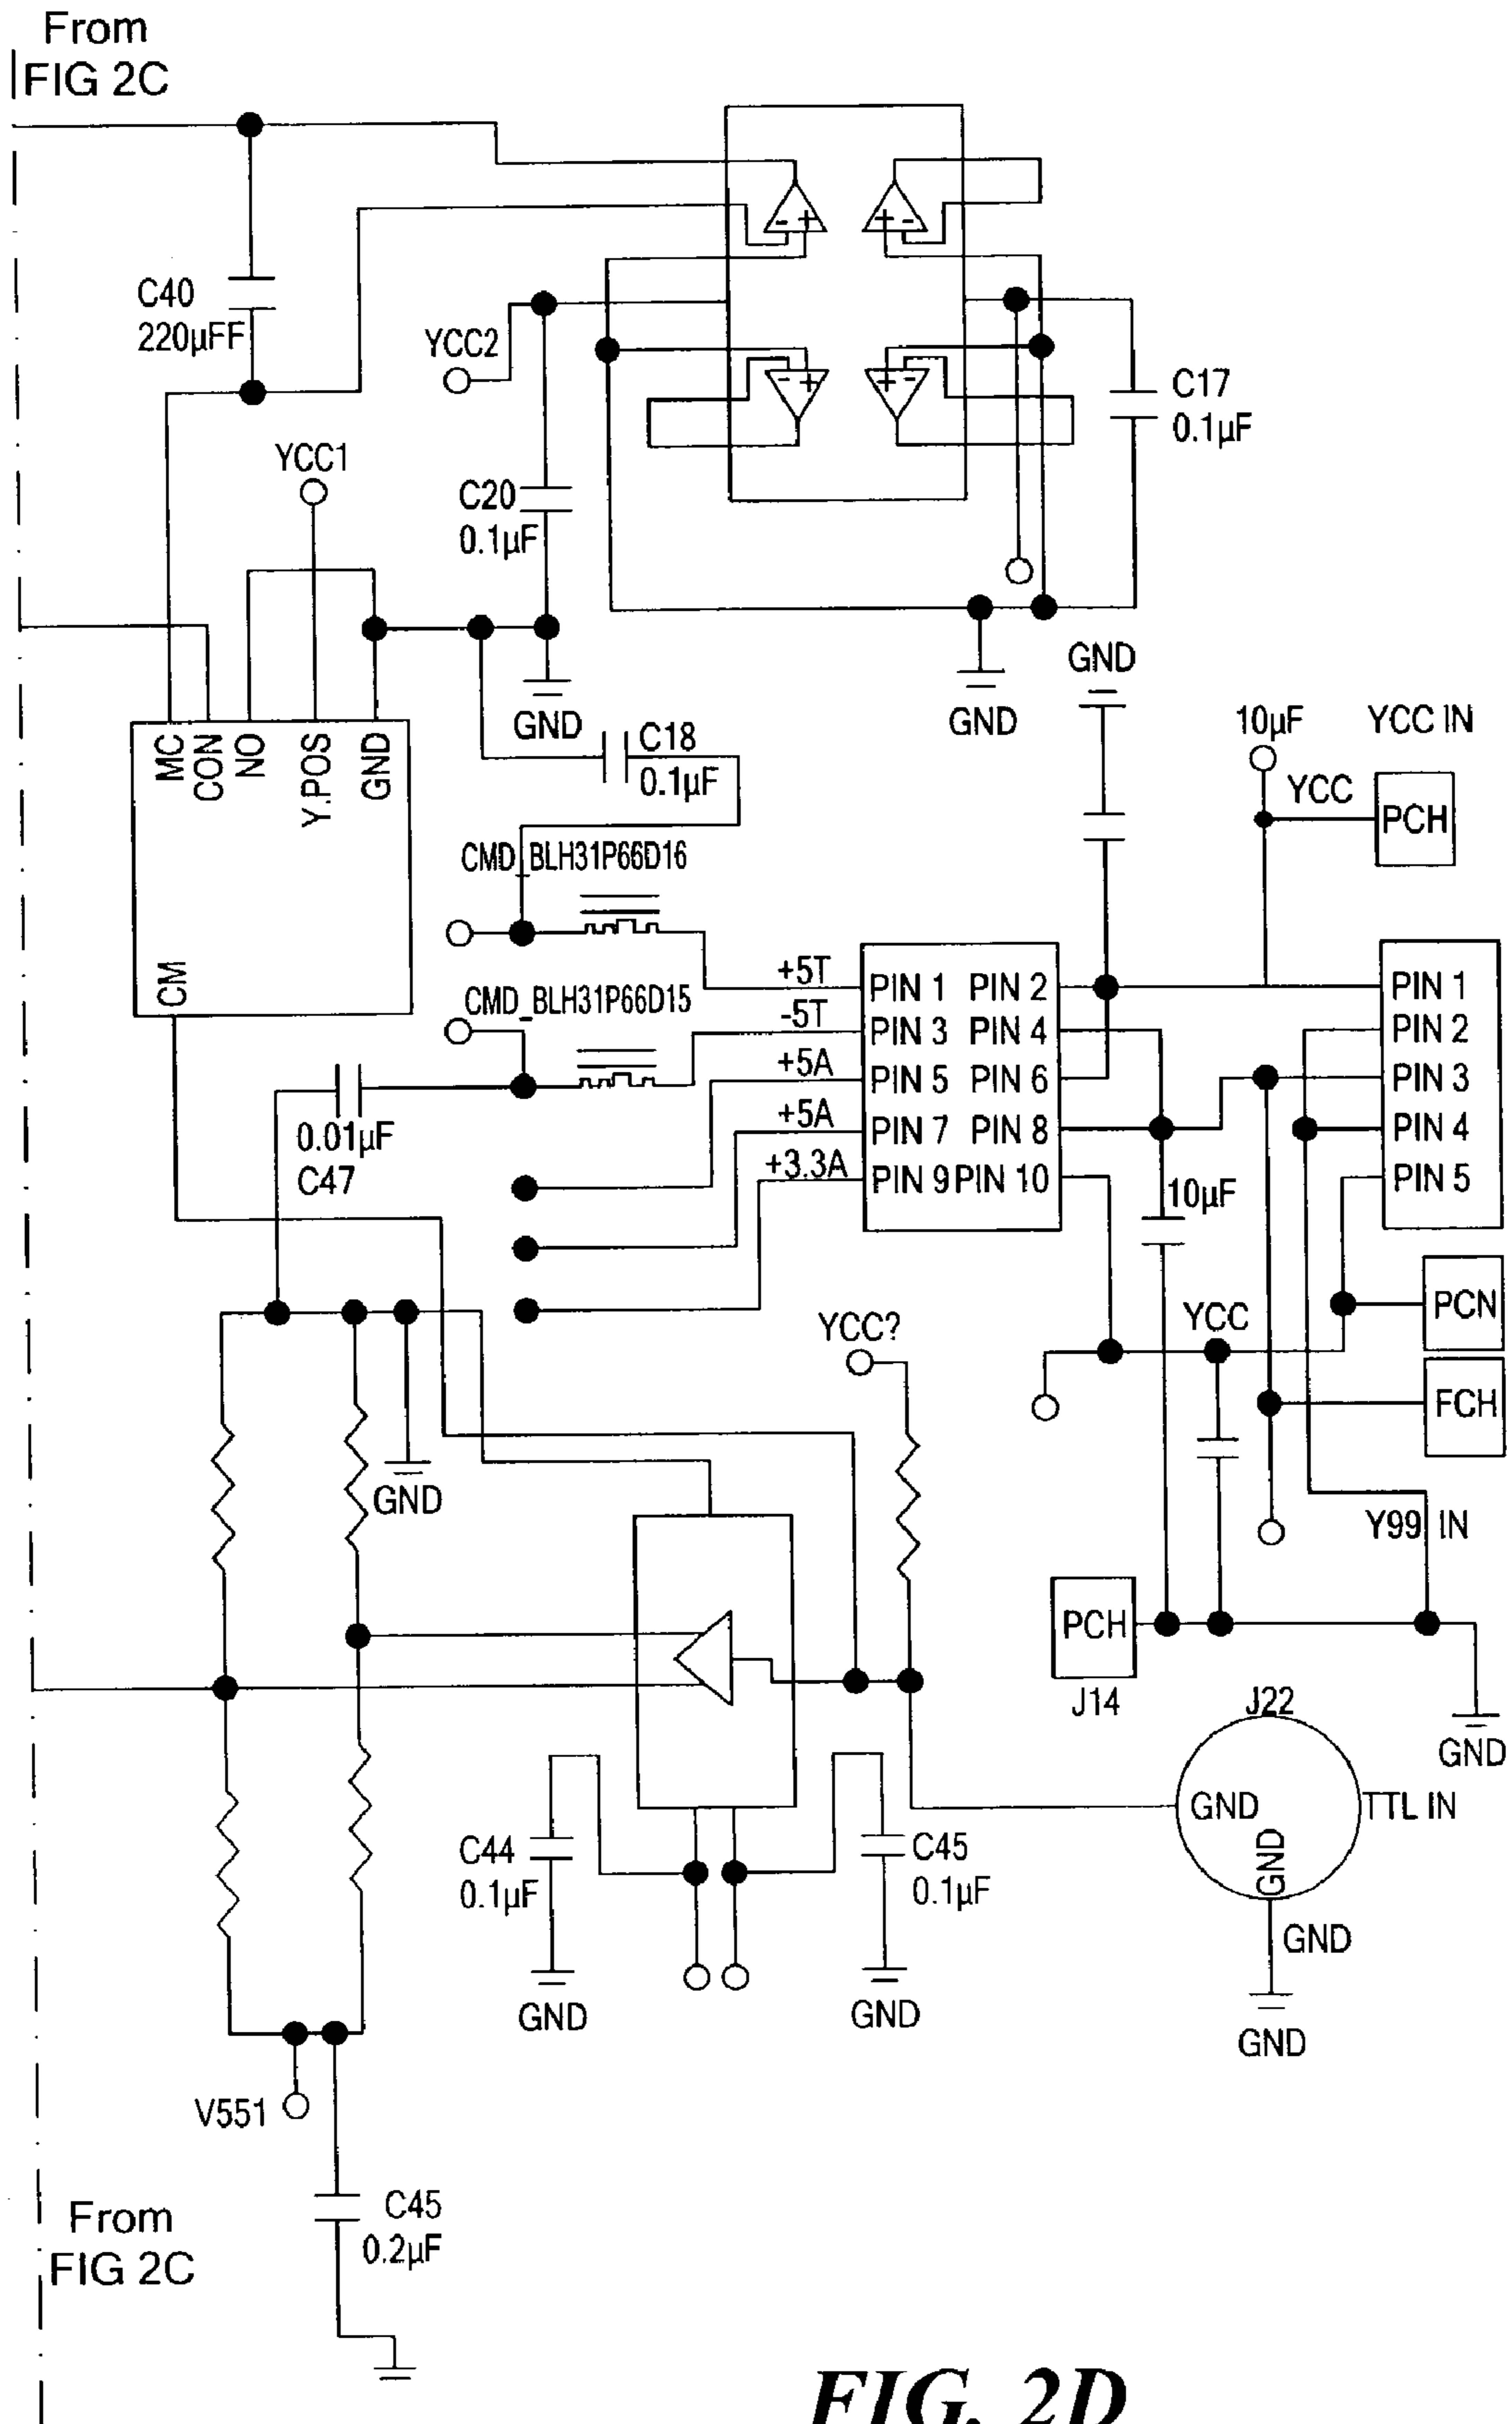 From
FIG 2C
C40
220µFF
YCC2
C17
0.1µF
YCC1
C20
0.1µF
- +
+ -
- +
+ -
GND
GND
GND
MC
CON
NO
Y.POS
GND
CM
C18
0.1µF
10µF
YCC IN
YCC
PCH
CMD_BLH31P66D16
CMD_BLH31P66D15
+5T
-5T
+5A
+5A
+3.3A
PIN 1 PIN 2
PIN 3 PIN 4
PIN 5 PIN 6
PIN 7 PIN 8
PIN 9 PIN 10
PIN 1
PIN 2
PIN 3
PIN 4
PIN 5
0.01µF
C47
10µF
PCN
YCC
YCC?
FCH
GND
Y99 IN
PCH
J14
J22
GND
GND
GND
TTL IN
C44
0.1µF
C45
0.1µF
GND
GND
GND
GND
V551
C45
0.2µF
From
FIG 2C
FIG. 2D